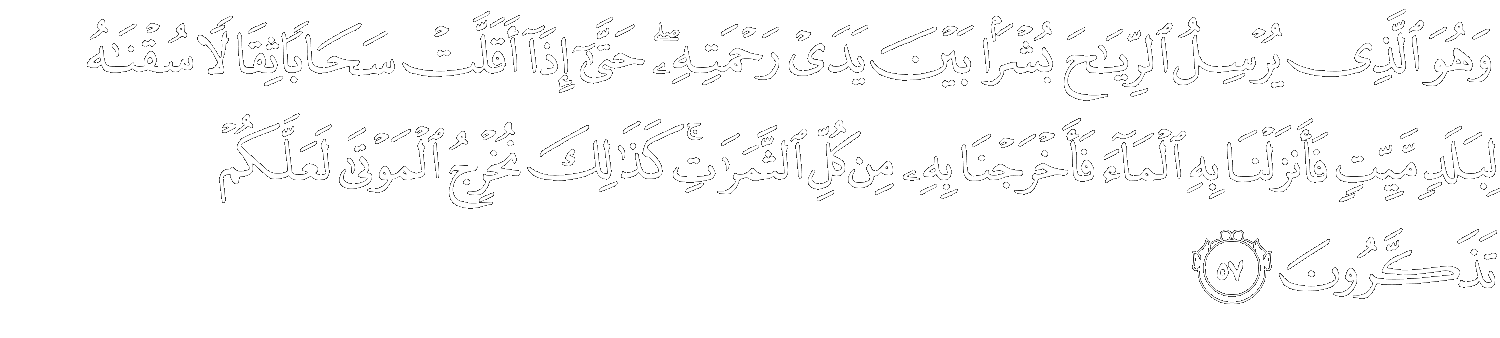 وَهُوَ ٱلَّذِى يُرْسِلُ ٱلرِّيَٰحَ بُشْرًۢا بَيْنَ يَدَىْ رَحْمَتِهِۦ ۖ حَتَّىٰٓ إِذَآ أَقَلَّتْ سَحَابًا ثِقَالًا سُقْنَٰهُ
لِبَلَدٍ مَّيِّتٍ فَأَنزَلْنَا بِهِ ٱلْمَآءَ فَأَخْرَجْنَا بِهِۦ مِن كُلِّ ٱلثَّمَرَٰتِ ۚ كَذَٰلِكَ نُخْرِجُ ٱلْمَوْتَىٰ لَعَلَّكُمْ
تَذَكَّرُونَ ٥٧